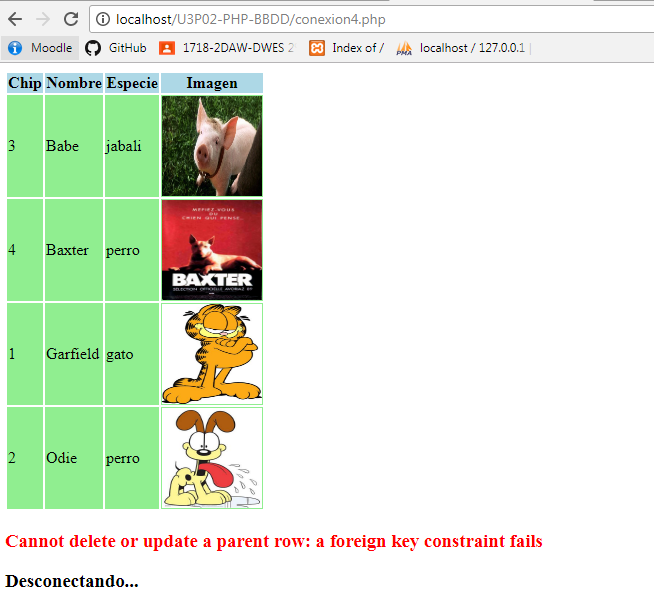 localhost/U3P02-PHP-BBDD/conexion4.php
Moodle GitHub 1718-2DAW-DWES 2 Index of / localhost / 127.0.0.1 |
Chip Nombre Especie Imagen
3 Babe jabali
MEFIEZ-VOUS
DU
CHIEN QUI PENSE...
4 Baxter perro
BAXTER
1 Garfield gato
2 Odie perro
Cannot delete or update a parent row: a foreign key constraint fails
Desconectando...